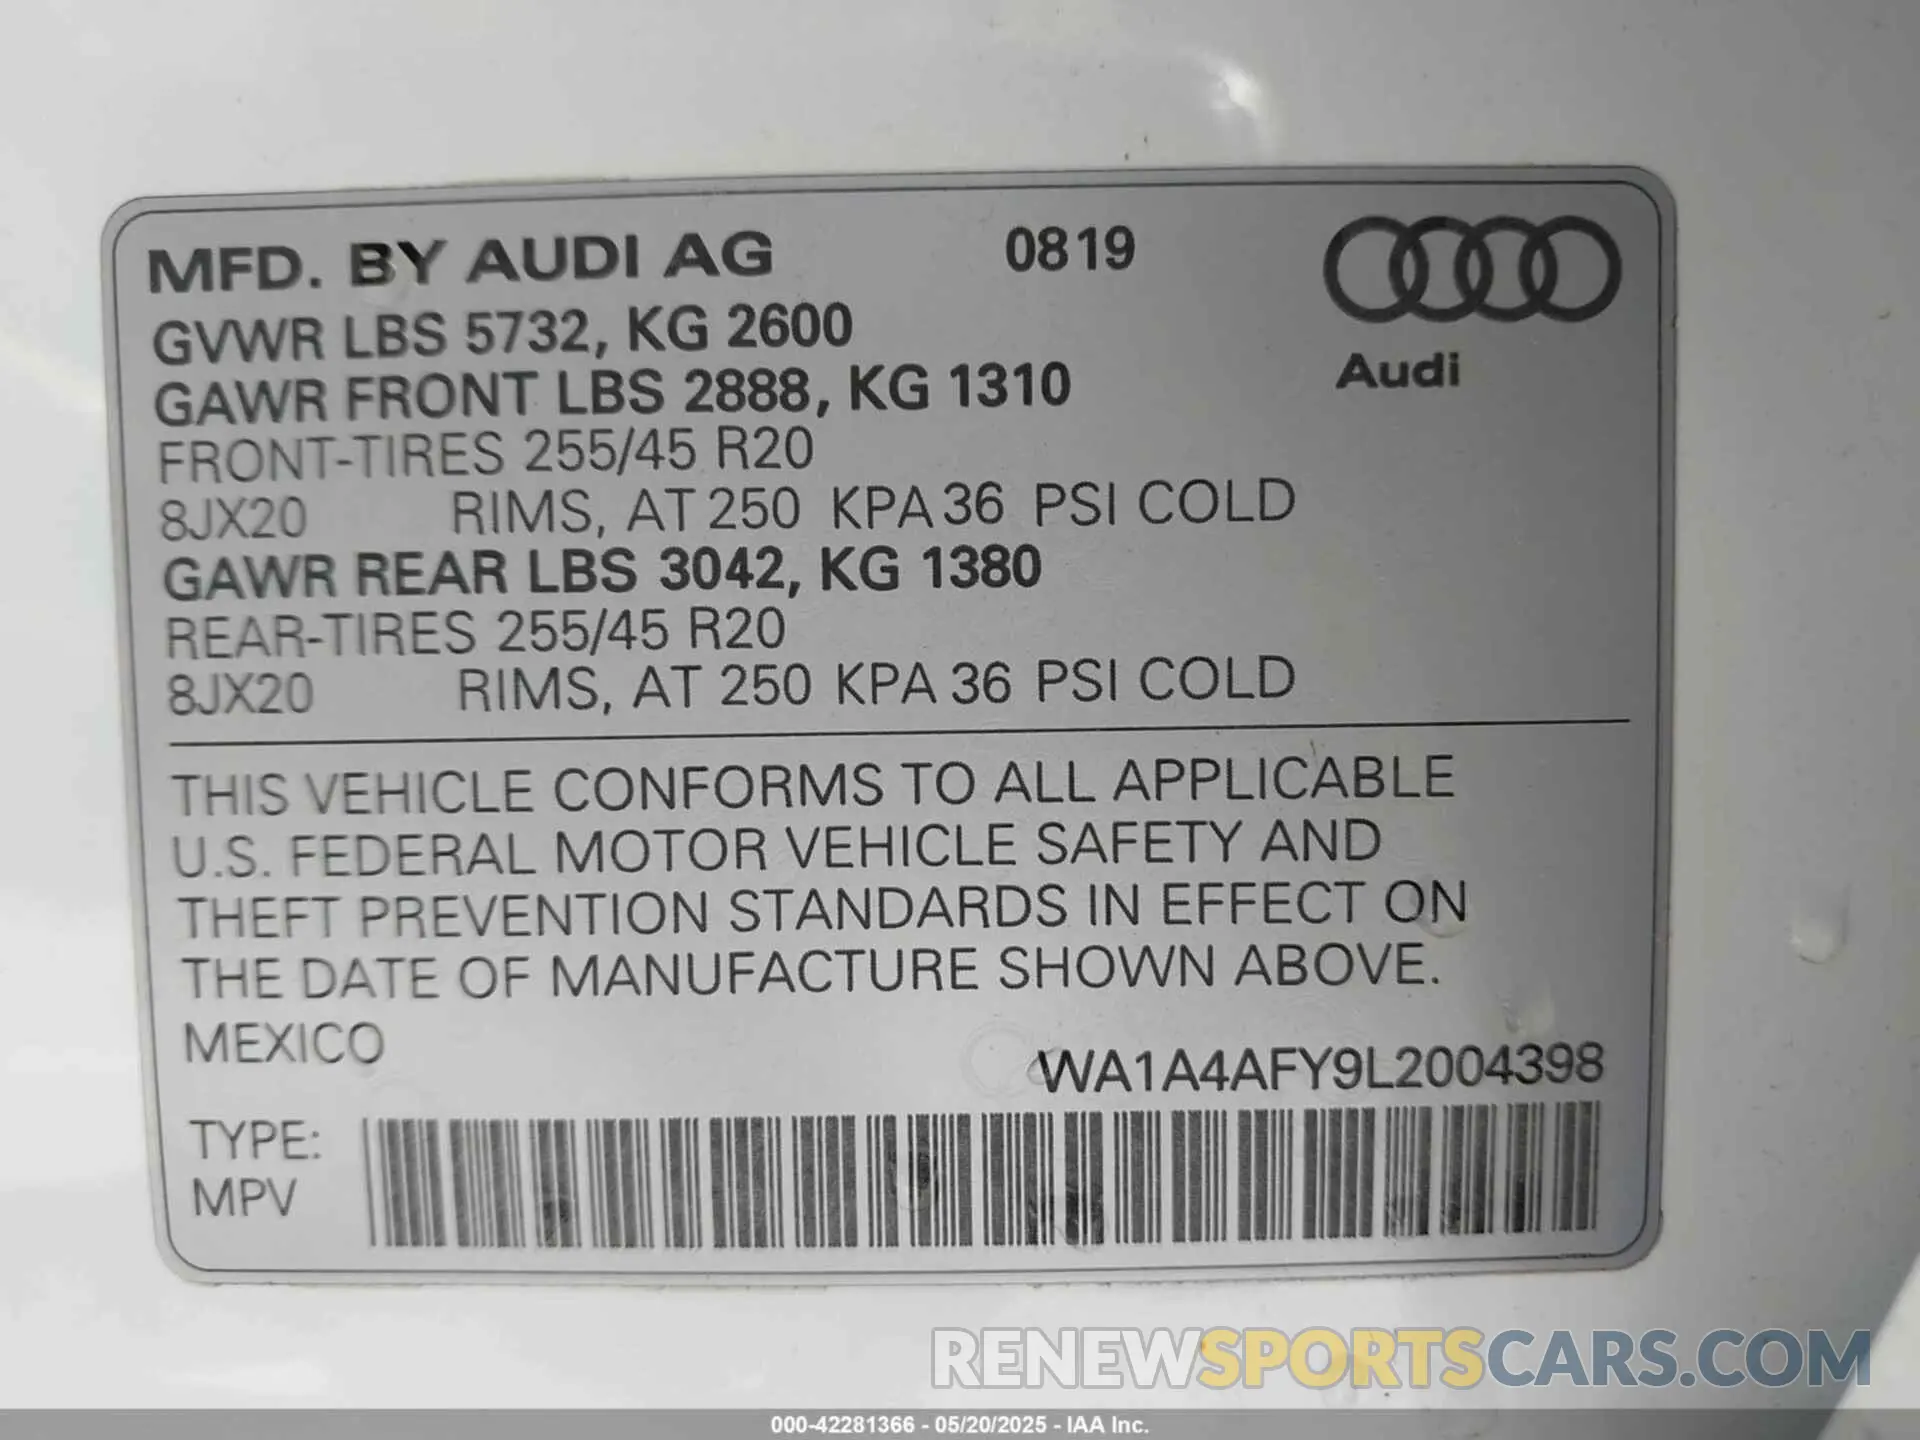 MFD. BY AUDI AG 0819
GVWR LBS 5732, KG 2600
Audi
GAWR FRONT LBS 2888, KG 1310
FRONT-TIRES 255/45 R20
8JX20 RIMS, AT 250 KPA 36 PSI COLD
GAWR REAR LBS 3042, KG 1380
REAR-TIRES 255/45 R20
8JX20 RIMS, AT 250 KPA 36 PSI COLD
THIS VEHICLE CONFORMS TO ALL APPLICABLE
U.S. FEDERAL MOTOR VEHICLE SAFETY AND
THEFT PREVENTION STANDARDS IN EFFECT ON
THE DATE OF MANUFACTURE SHOWN ABOVE.
MEXICO
WA1A4AFY9L2004398
TYPE:
MPV
RENEWSPORTSCARS.COM
000-42281366 - 05/20/2025 - IAA Inc.